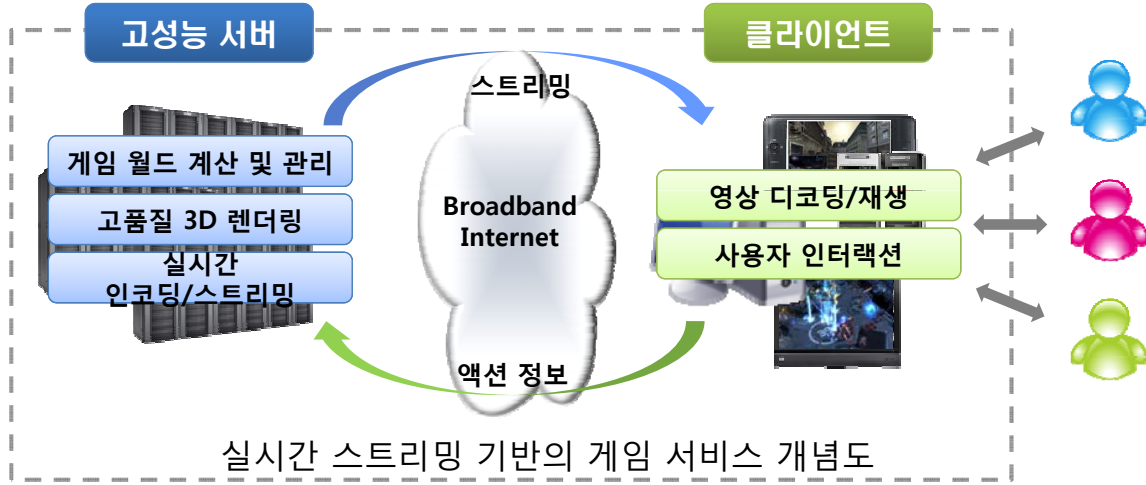 고성능 서버
클라이언트
스트리밍
게임 월드 계산 및 관리
고품질 3D 렌더링
실시간
인코딩/스트리밍
Broadband
Internet
영상 디코딩/재생
사용자 인터랙션
액션 정보
실시간 스트리밍 기반의 게임 서비스 개념도